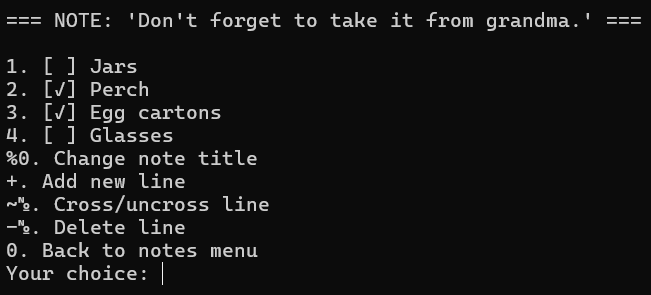 === NOTE: 'Don't forget to take it from grandma.' ===
1. [ ] Jars
2. [√] Perch
3. [√] Egg cartons
4. [ ] Glasses
%0. Change note title
+. Add new line
~№. Cross/uncross line
-№. Delete line
0. Back to notes menu
Your choice: